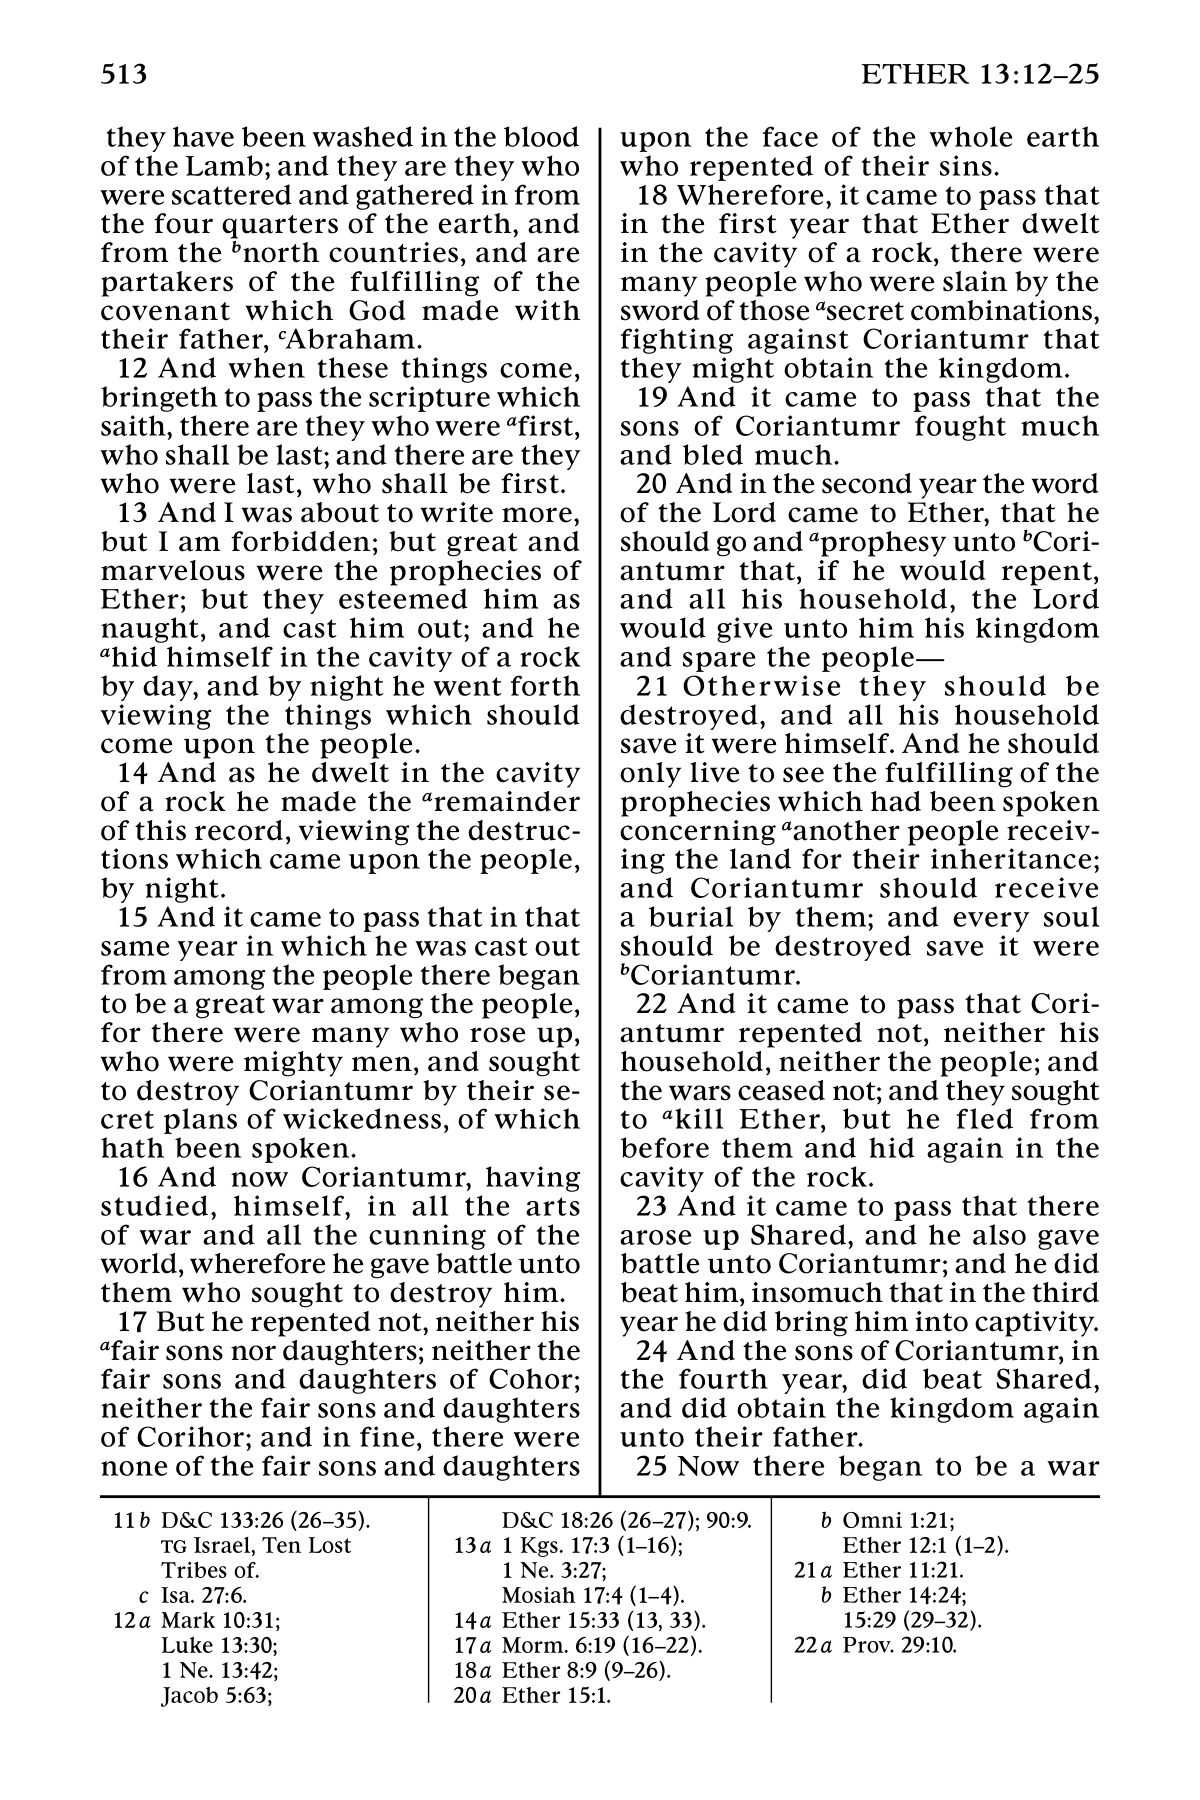 513
ETHER 13:12–25
they have been washed in the blood
of the Lamb; and they are they who
were scattered and gathered in from
the four quarters of the earth, and
from the bnorth countries, and are
partakers of the fulfilling of the
covenant which God made with
their father, cAbraham.
12 And when these things come,
bringeth to pass the scripture which
saith, there are they who were afirst,
who shall be last; and there are they
who were last, who shall be first.
13 And I was about to write more,
but I am forbidden; but great and
marvelous were the prophecies of
Ether; but they esteemed him as
naught, and cast him out; and he
ahid himself in the cavity of a rock
by day, and by night he went forth
viewing the things which should
come upon the people.
14 And as he dwelt in the cavity
of a rock he made the aremainder
of this record, viewing the destruc-
tions which came upon the people,
by night.
15 And it came to pass that in that
same year in which he was cast out
from among the people there began
to be a great war among the people,
for there were many who rose up,
who were mighty men, and sought
to destroy Coriantumr by their se-
cret plans of wickedness, of which
hath been spoken.
16 And now Coriantumr, having
studied, himself, in all the arts
of war and all the cunning of the
world, wherefore he gave battle unto
them who sought to destroy him.
17 But he repented not, neither his
afair sons nor daughters; neither the
fair sons and daughters of Cohor;
neither the fair sons and daughters
of Corihor; and in fine, there were
none of the fair sons and daughters
upon the face of the whole earth
who repented of their sins.
18 Wherefore, it came to pass that
in the first year that Ether dwelt
in the cavity of a rock, there were
many people who were slain by the
sword of those asecret combinations,
fighting against Coriantumr that
they might obtain the kingdom.
19 And it came to pass that the
sons of Coriantumr fought much
and bled much.
20 And in the second year the word
of the Lord came to Ether, that he
should go and aprophesy unto bCori-
antumr that, if he would repent,
and all his household, the Lord
would give unto him his kingdom
and spare the people—
21 Otherwise they should be
destroyed, and all his household
save it were himself. And he should
only live to see the fulfilling of the
prophecies which had been spoken
concerning aanother people receiv-
ing the land for their inheritance;
and Coriantumr should receive
a burial by them; and every soul
should be destroyed save it were
bCoriantumr.
22 And it came to pass that Cori-
antumr repented not, neither his
household, neither the people; and
the wars ceased not; and they sought
to akill Ether, but he fled from
before them and hid again in the
cavity of the rock.
23 And it came to pass that there
arose up Shared, and he also gave
battle unto Coriantumr; and he did
beat him, insomuch that in the third
year he did bring him into captivity.
24 And the sons of Coriantumr, in
the fourth year, did beat Shared,
and did obtain the kingdom again
unto their father.
25 Now there began to be a war
11 b D&C 133:26 (26–35).
TG Israel, Ten Lost
Tribes of.
c Isa. 27:6.
12 a Mark 10:31;
Luke 13:30;
1 Ne. 13:42;
Jacob 5:63;
D&C 18:26 (26–27); 90:9.
13 a 1 Kgs. 17:3 (1–16);
1 Ne. 3:27;
Mosiah 17:4 (1–4).
14 a Ether 15:33 (13, 33).
17 a Morm. 6:19 (16–22).
18 a Ether 8:9 (9–26).
20 a Ether 15:1.
b Omni 1:21;
Ether 12:1 (1–2).
21 a Ether 11:21.
b Ether 14:24;
15:29 (29–32).
22 a Prov. 29:10.